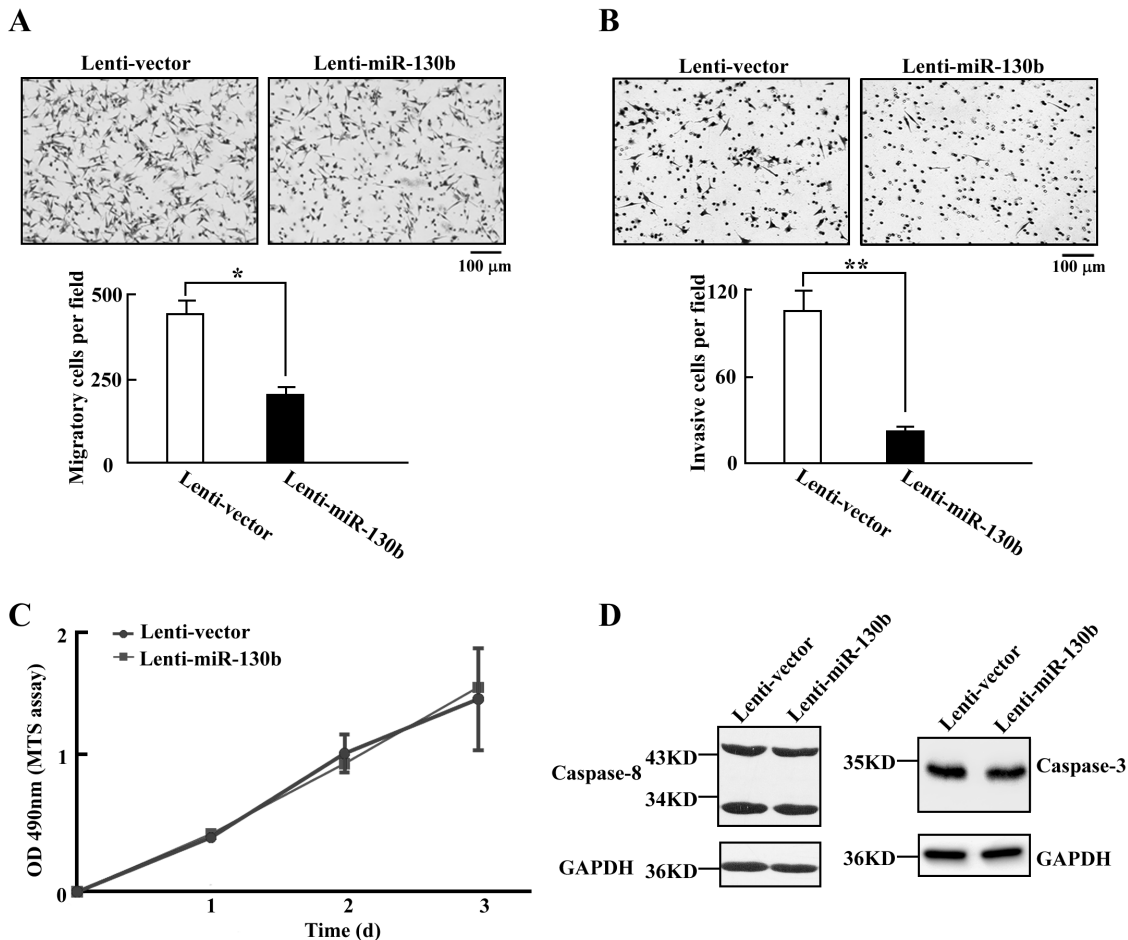 A
Lenti-vector
Lenti-miR-130b
100 μm
*
Migratory cells per field
500
250
0
Lenti-vector
Lenti-miR-130b
B
Lenti-vector
Lenti-miR-130b
100 μm
**
Invasive cells per field
120
60
0
Lenti-vector
Lenti-miR-130b
C
Lenti-vector
Lenti-miR-130b
OD 490nm (MTS assay)
2
1
0
1 2 3
Time (d)
D
Lenti-vector
Lenti-miR-130b
Caspase-8
43KD
34KD
GAPDH 36KD
Lenti-vector
Lenti-miR-130b
35KD
Caspase-3
36KD
GAPDH